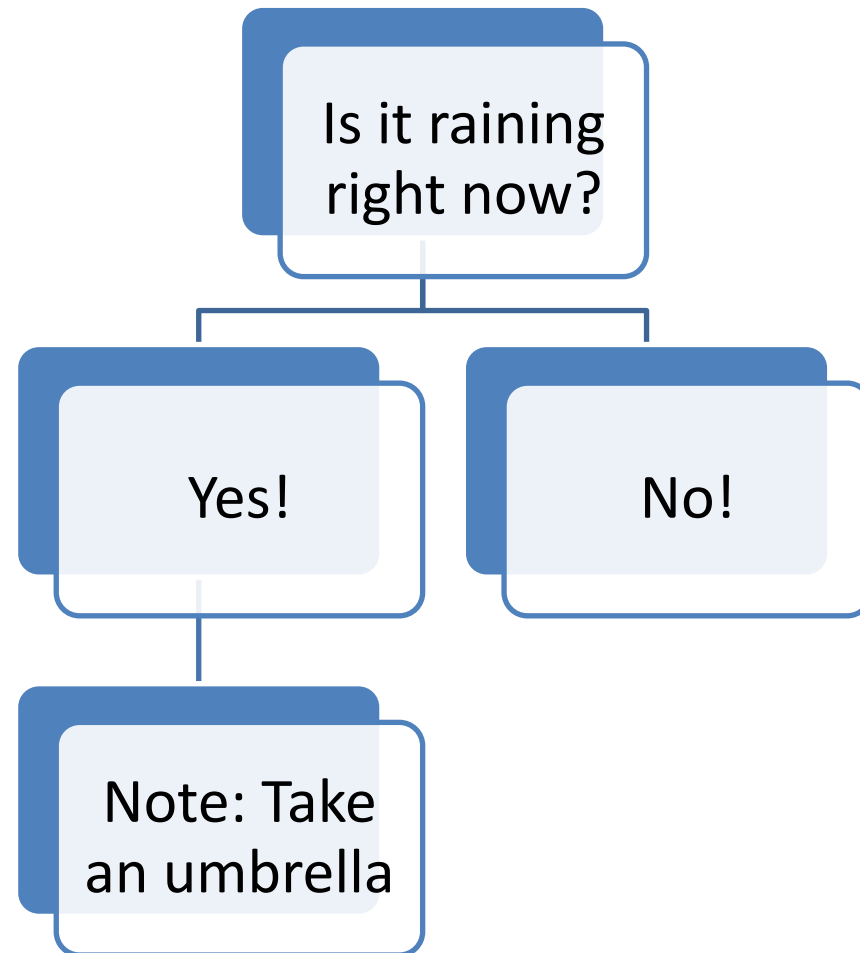 Is it raining
right now?
Yes!
No!
Note: Take
an umbrella